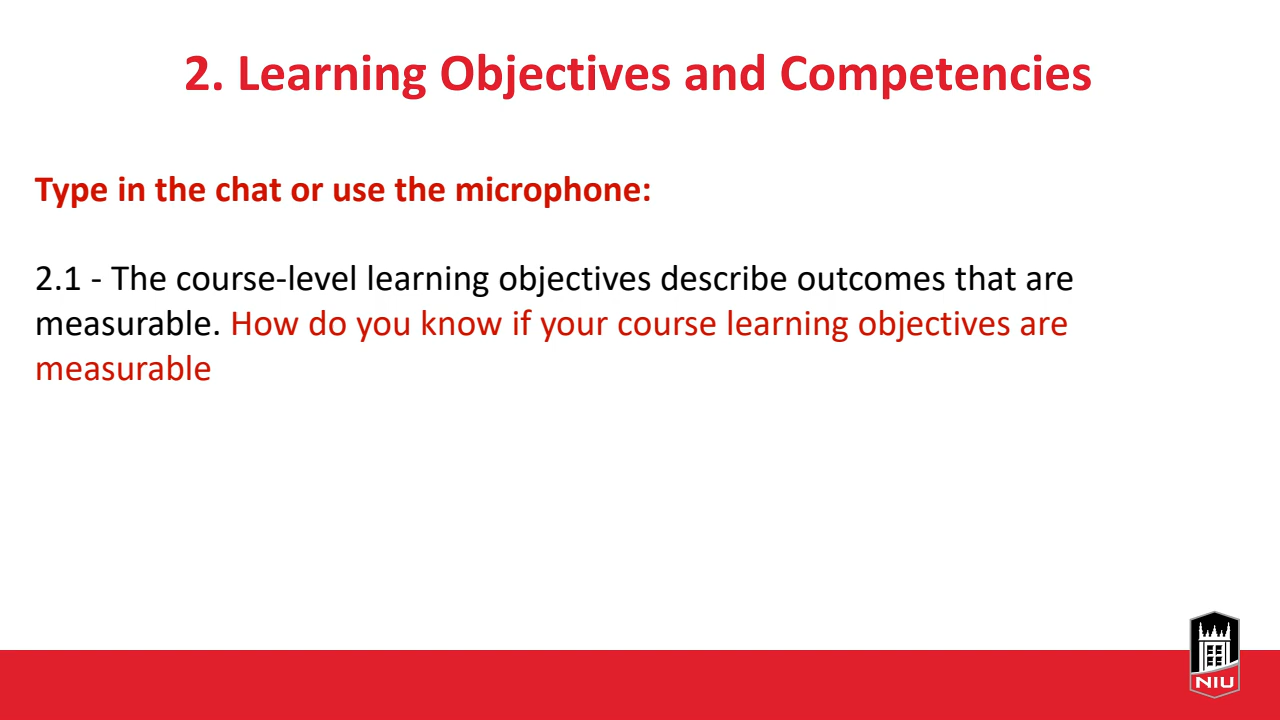 2. Learning Objectives and Competencies
Type in the chat or use the microphone:
2.1 - The course-level learning objectives describe outcomes that are
measurable. How do you know if your course learning objectives are
measurable
NIU